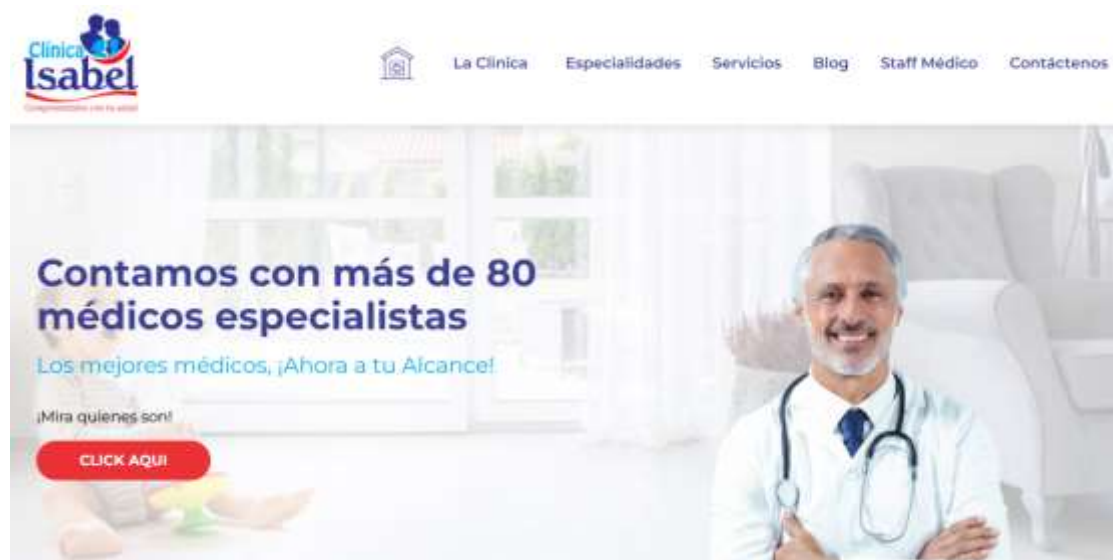 Clínica
Isabel
La Clinica
Especialidades
Servicios
Blog
Staff Médico
Contáctenos
Contamos con más de 80
médicos especialistas
Los mejores médicos, ¡Ahora a tu Alcance!
¡Mira quienes son!
CLICK AQUI